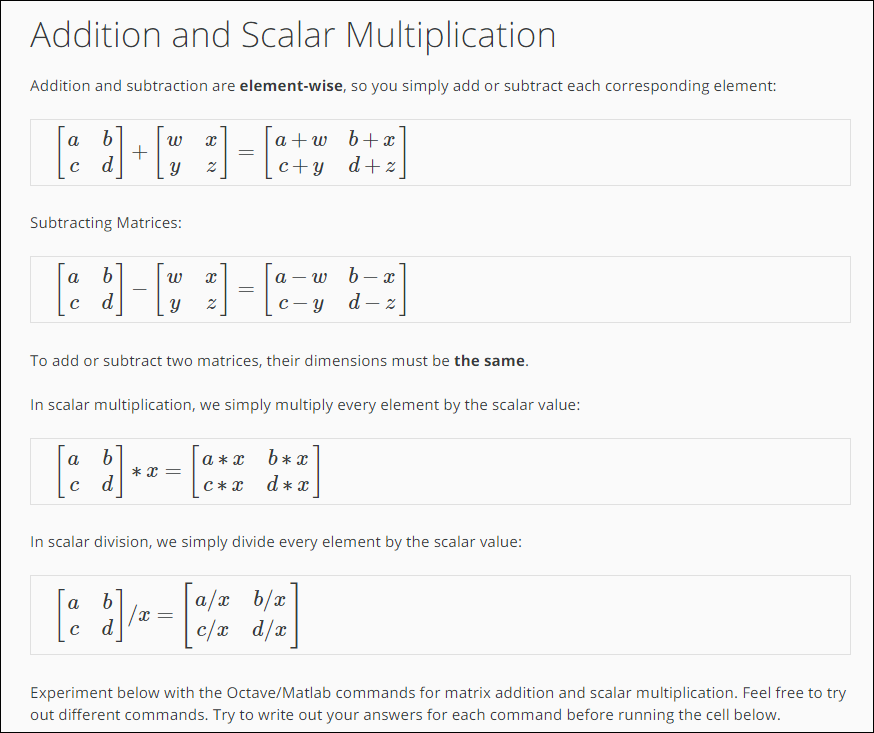 Addition and Scalar Multiplication
Addition and subtraction are element-wise, so you simply add or subtract each corresponding element:
[a b] + [w x] = [a + w b + x]
[c d] [y z] [c + y d + z]
Subtracting Matrices:
[a b] − [w x] = [a − w b − x]
[c d] [y z] [c − y d − z]
To add or subtract two matrices, their dimensions must be the same.
In scalar multiplication, we simply multiply every element by the scalar value:
[a b] * x = [a * x b * x]
[c d] [c * x d * x]
In scalar division, we simply divide every element by the scalar value:
[a b] /x = [a/x b/x]
[c d] [c/x d/x]
Experiment below with the Octave/Matlab commands for matrix addition and scalar multiplication. Feel free to try
out different commands. Try to write out your answers for each command before running the cell below.